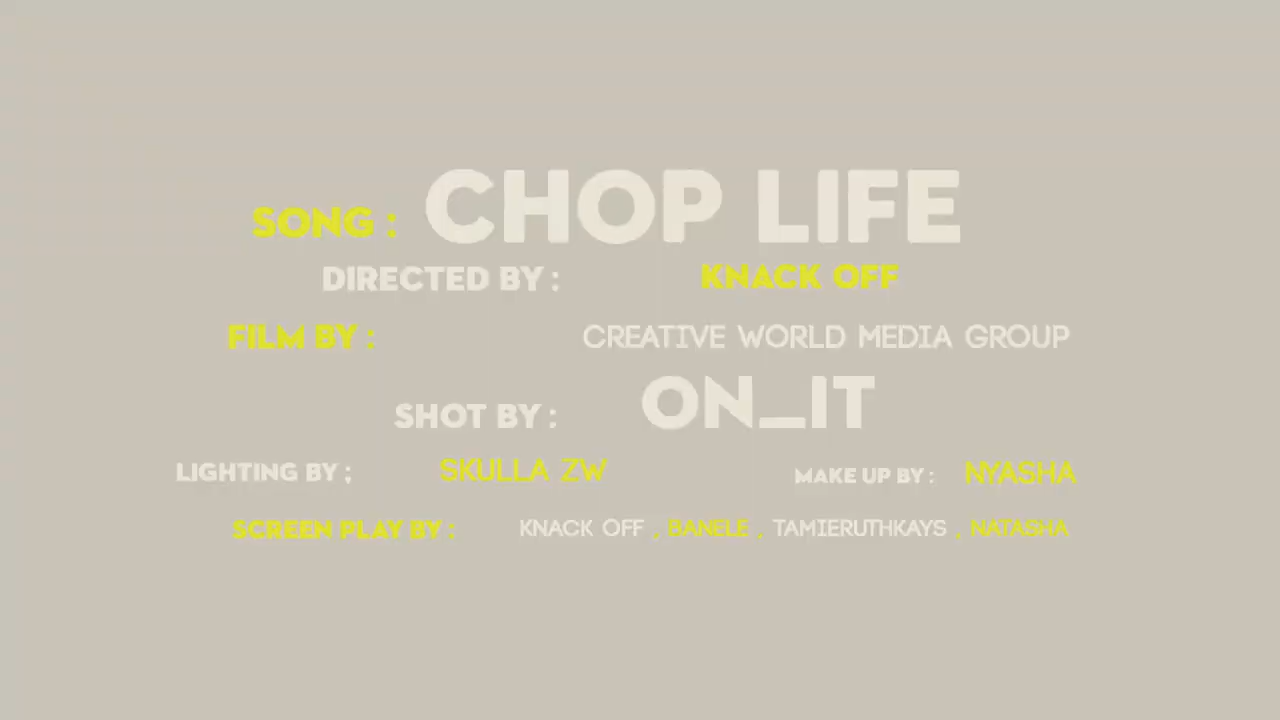 SONG : CHOP LIFE
DIRECTED BY : KNACK OFF
FILM BY : CREATIVE WORLD MEDIA GROUP
SHOT BY : ON_IT
LIGHTING BY ; SKULLA ZW MAKE UP BY : NYASHA
SCREEN PLAY BY : KNACK OFF , BANELE , TAMIERUTHKAYS , NATASHA